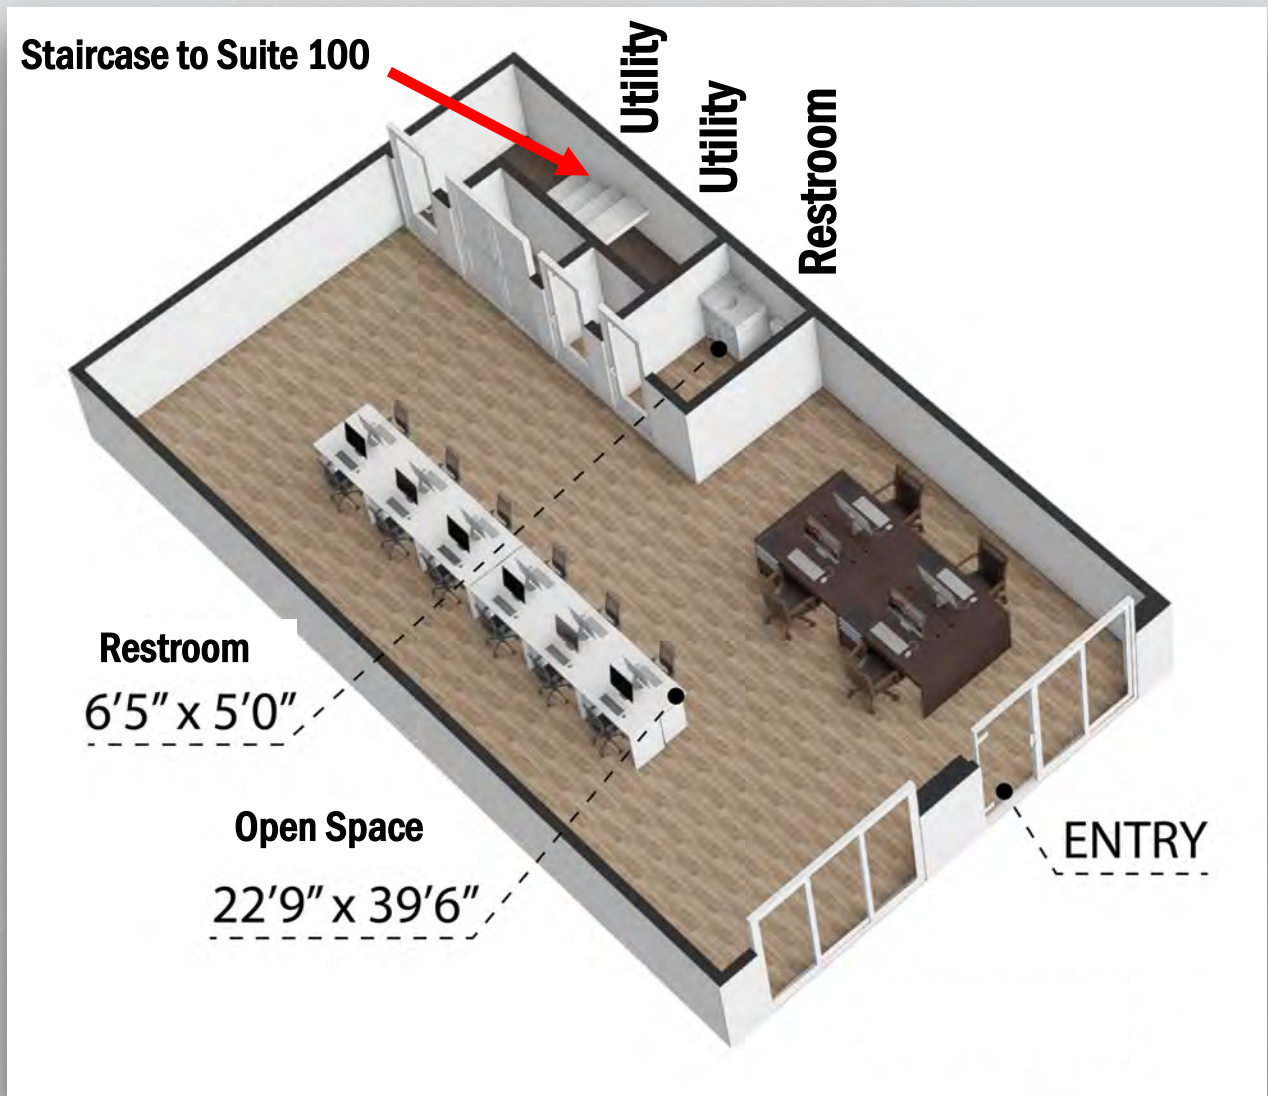 Staircase to Suite 100
Utility
Utility
Restroom
Restroom
6'5" x 5'0"
Open Space
22'9" x 39'6"
ENTRY